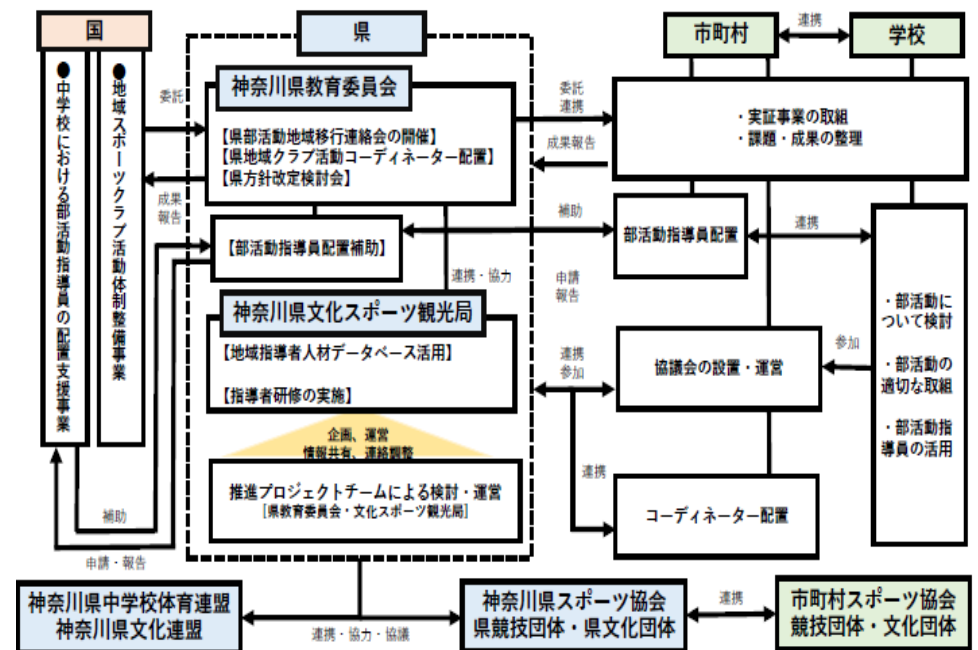 国
●中学校における部活動指導員の配置支援事業
●地域スポーツクラブ活動体制整備事業
委託
成果
報告
補助
申請・報告
県
神奈川県教育委員会
【県部活動地域移行連絡会の開催】
【県地域クラブ活動コーディネーター配置】
【県方針改定検討会】
【部活動指導員配置補助】
連携・協力
神奈川県文化スポーツ観光局
【地域指導者人材データベース活用】
【指導者研修の実施】
企画、運営
情報共有、連絡調整
推進プロジェクトチームによる検討・運営
[県教育委員会・文化スポーツ観光局]
委託
連携
成果報告
補助
申請
報告
連携
参加
連携
市町村
連携
学校
・実証事業の取組
・課題・成果の整理
部活動指導員配置
連携
協議会の設置・運営
参加
コーディネーター配置
・部活動に
ついて検討
・部活動の
適切な取組
・部活動指
導員の活用
神奈川県中学校体育連盟
神奈川県文化連盟
連携・協力・協議
神奈川県スポーツ協会
県競技団体・県文化団体
連携
市町村スポーツ協会
競技団体・文化団体